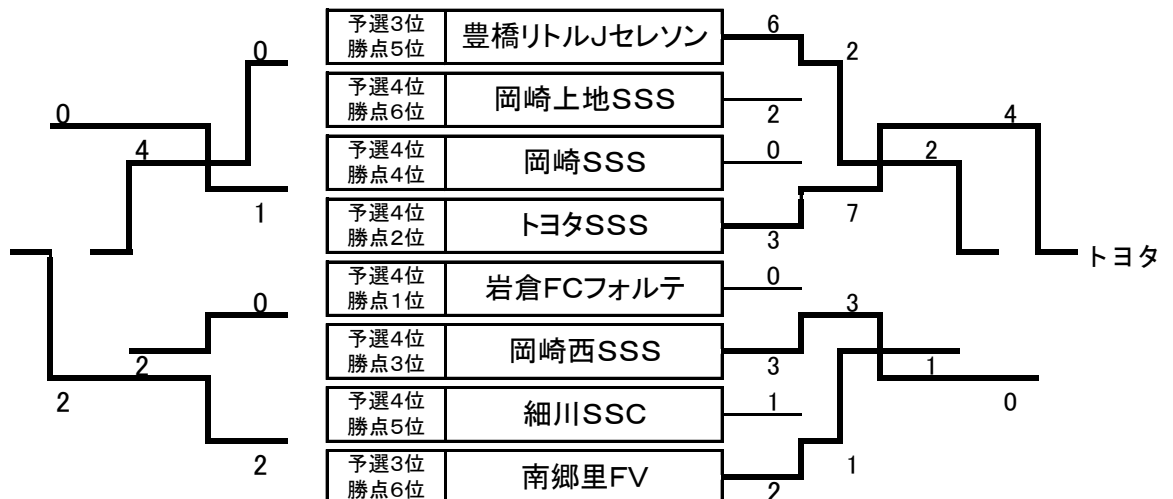 予選3位
勝点5位
豊橋リトルJセレソン
6
0
2
予選4位
勝点6位
岡崎上地SSS
2
0
4
4
予選4位
勝点4位
岡崎SSS
0
2
1
予選4位
勝点2位
トヨタSSS
3
7
トヨタ
予選4位
勝点1位
岩倉FCフォルテ
0
0
3
予選4位
勝点3位
岡崎西SSS
3
2
1
2
0
予選4位
勝点5位
細川SSC
1
2
1
予選3位
勝点6位
南郷里FV
2